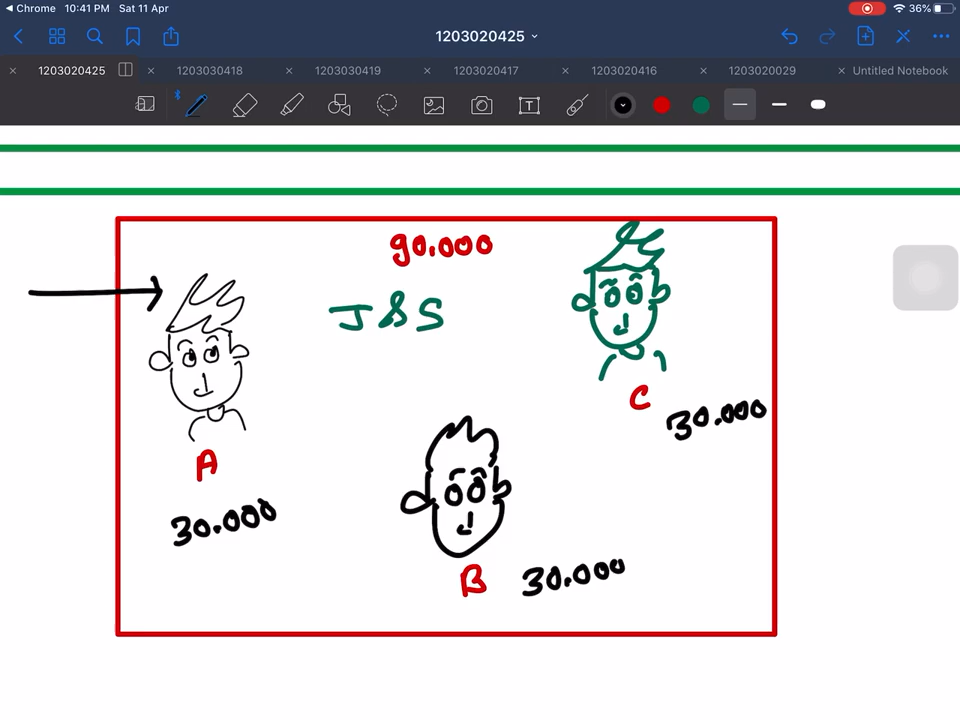 Chrome 10:41 PM Sat 11 Apr 36%
1203020425
1203020425 1203030418 1203030419 1203020417 1203020416 1203020029 Untitled Notebook
T
90.000
J&S
A
30.000
B
30.000
C
30.000